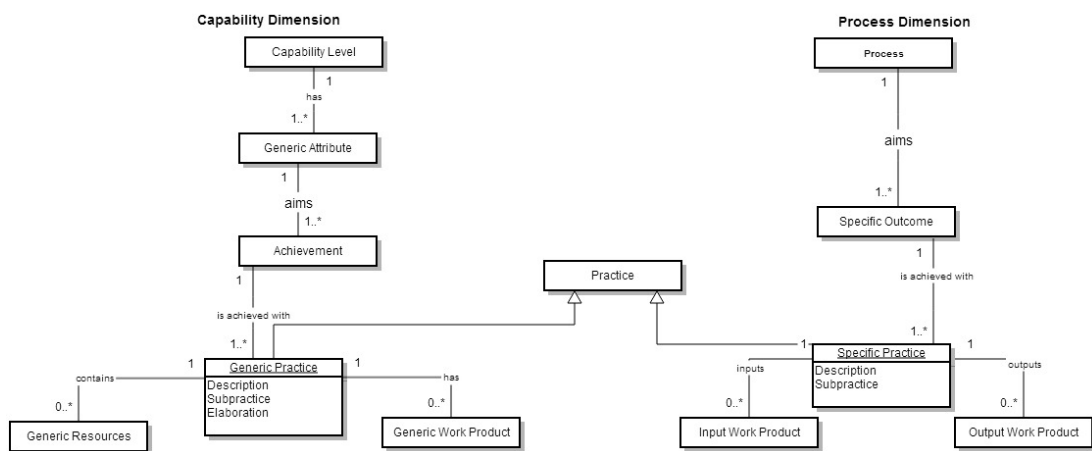 Capability Dimension
Process Dimension
Capability Level
Process
1
has
1..*
1
aims
1..*
Generic Attribute
1
aims
1..*
Specific Outcome
1
is achieved with
1..*
Achievement
1
is achieved with
1..*
Practice
Generic Practice
Description
Subpractice
Elaboration
1
contains
0..*
1
has
0..*
Generic Resources
Generic Work Product
Specific Practice
Description
Subpractice
1
inputs
0..*
1
outputs
0..*
Input Work Product
Output Work Product